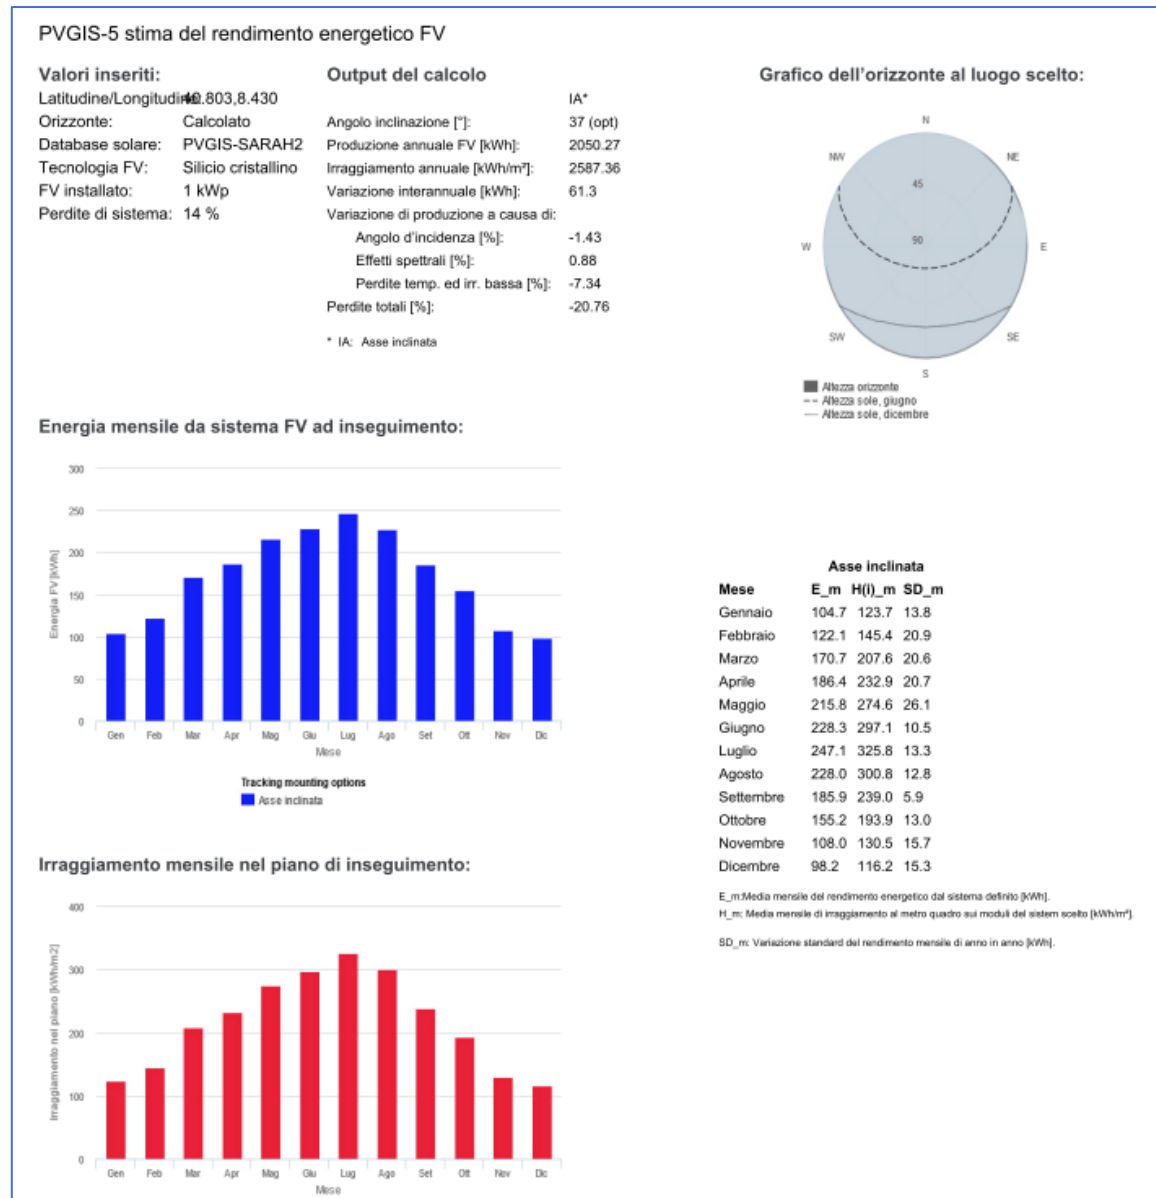 PVGIS-5 stima del rendimento energetico FV
Valori inseriti:
Latitudine/Longitudine: 40.803,8.430
Orizzonte: Calcolato
Database solare: PVGIS-SARAH2
Tecnologia FV: Silicio cristallino
FV installato: 1 kWp
Perdite di sistema: 14 %
Output del calcolo
IA*
Angolo inclinazione [°]: 37 (opt)
Produzione annuale FV [kWh]: 2050.27
Irraggiamento annuale [kWh/m²]: 2587.36
Variazione interannuale [kWh]: 61.3
Variazione di produzione a causa di:
Angolo d'incidenza [%]: -1.43
Effetti spettrali [%]: 0.88
Perdite temp. ed irr. bassa [%]: -7.34
Perdite totali [%]: -20.76
* IA: Asse inclinata
Grafico dell'orizzonte al luogo scelto:
N
NW NE
45
W 90 E
SW SE
S
Altezza orizzonte
Altezza sole, giugno
Altezza sole, dicembre
Energia mensile da sistema FV ad inseguimento:
Energia FV [kWh]
300
250
200
150
100
50
0
Gen Feb Mar Apr Mag Giu Lug Ago Set Ott Nov Dic
Mese
Tracking mounting options
Asse inclinata
Asse inclinata
Mese E_m H(i)_m SD_m
Gennaio 104.7 123.7 13.8
Febbraio 122.1 145.4 20.9
Marzo 170.7 207.6 20.6
Aprile 186.4 232.9 20.7
Maggio 215.8 274.6 26.1
Giugno 228.3 297.1 10.5
Luglio 247.1 325.8 13.3
Agosto 228.0 300.8 12.8
Settembre 185.9 239.0 5.9
Ottobre 155.2 193.9 13.0
Novembre 108.0 130.5 15.7
Dicembre 98.2 116.2 15.3
E_m:Media mensile del rendimento energetico dal sistema definito [kWh].
H_m: Media mensile di irraggiamento al metro quadro sui moduli del sistem scelto [kWh/m²].
SD_m: Variazione standard del rendimento mensile di anno in anno [kWh].
Irraggiamento mensile nel piano di inseguimento:
Irraggiamento nel piano [kWh/m2]
400
300
200
100
0
Gen Feb Mar Apr Mag Giu Lug Ago Set Ott Nov Dic
Mese